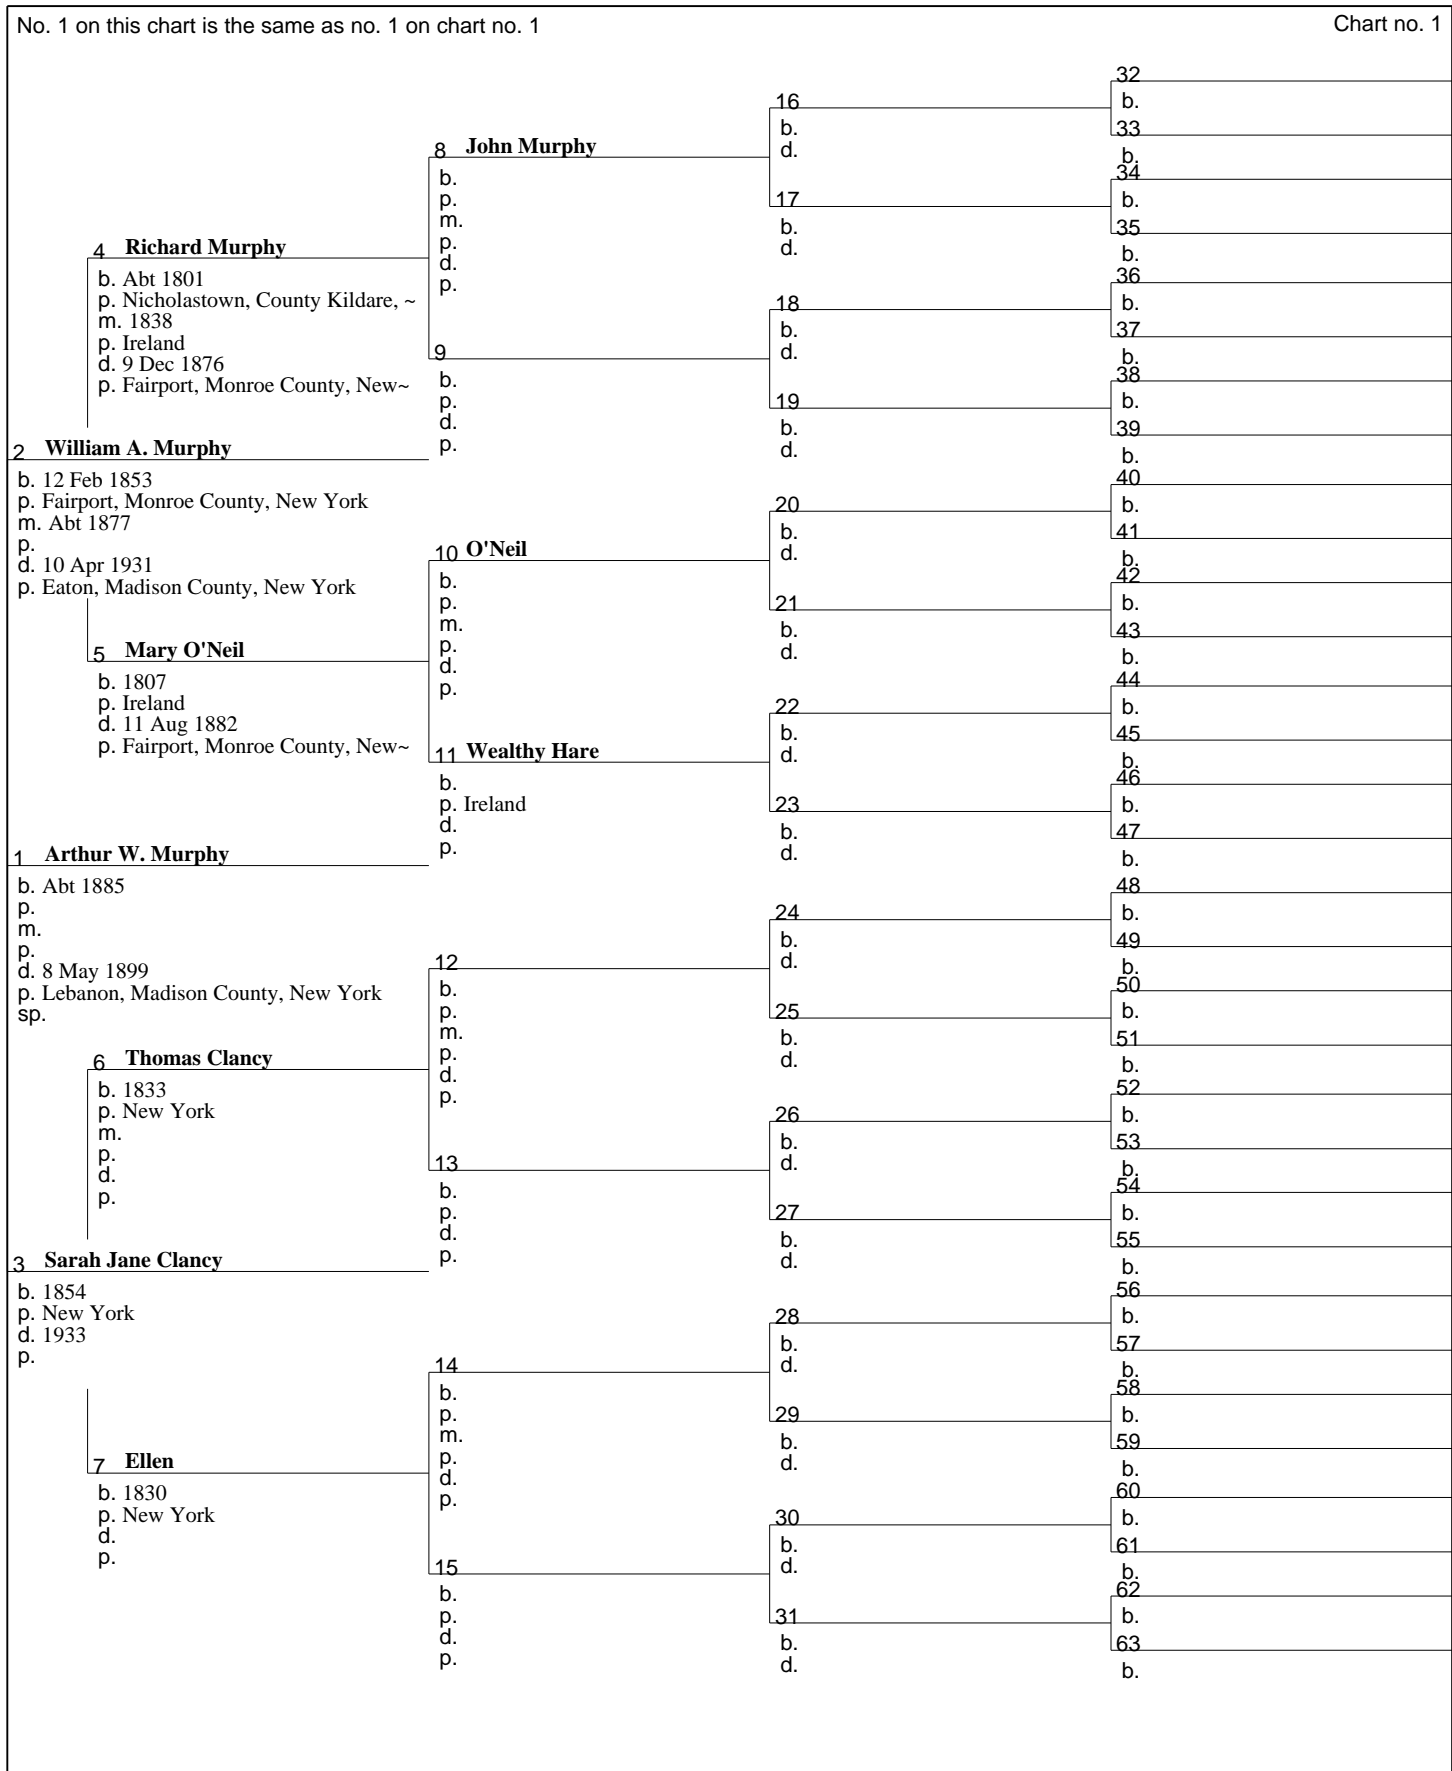 No. 1 on this chart is the same as no. 1 on chart no. 1
Chart no. 1
2 William A. Murphy
b. 12 Feb 1853
p. Fairport, Monroe County, New York
m. Abt 1877
p.
d. 10 Apr 1931
p. Eaton, Madison County, New York
1 Arthur W. Murphy
b. Abt 1885
p.
m.
p.
d. 8 May 1899
p. Lebanon, Madison County, New York
sp.
3 Sarah Jane Clancy
b. 1854
p. New York
d. 1933
p.
4 Richard Murphy
b. Abt 1801
p. Nicholastown, County Kildare, ~
m. 1838
p. Ireland
d. 9 Dec 1876
p. Fairport, Monroe County, New~
5 Mary O'Neil
b. 1807
p. Ireland
d. 11 Aug 1882
p. Fairport, Monroe County, New~
6 Thomas Clancy
b. 1833
p. New York
m.
p.
d.
p.
7 Ellen
b. 1830
p. New York
d.
p.
8 John Murphy
b.
p.
m.
p.
d.
p.
9
b.
p.
d.
p.
10 O'Neil
b.
p.
m.
p.
d.
p.
11 Wealthy Hare
b.
p. Ireland
d.
p.
12
b.
p.
m.
p.
d.
p.
13
b.
p.
d.
p.
14
b.
p.
m.
p.
d.
p.
15
b.
p.
d.
p.
16
b.
d.
17
b.
d.
18
b.
d.
19
b.
d.
20
b.
d.
21
b.
d.
22
b.
d.
23
b.
d.
24
b.
d.
25
b.
d.
26
b.
d.
27
b.
d.
28
b.
d.
29
b.
d.
30
b.
d.
31
b.
d.
32
b.
33
b.
34
b.
35
b.
36
b.
37
b.
38
b.
39
b.
40
b.
41
b.
42
b.
43
b.
44
b.
45
b.
46
b.
47
b.
48
b.
49
b.
50
b.
51
b.
52
b.
53
b.
54
b.
55
b.
56
b.
57
b.
58
b.
59
b.
60
b.
61
b.
62
b.
63
b.